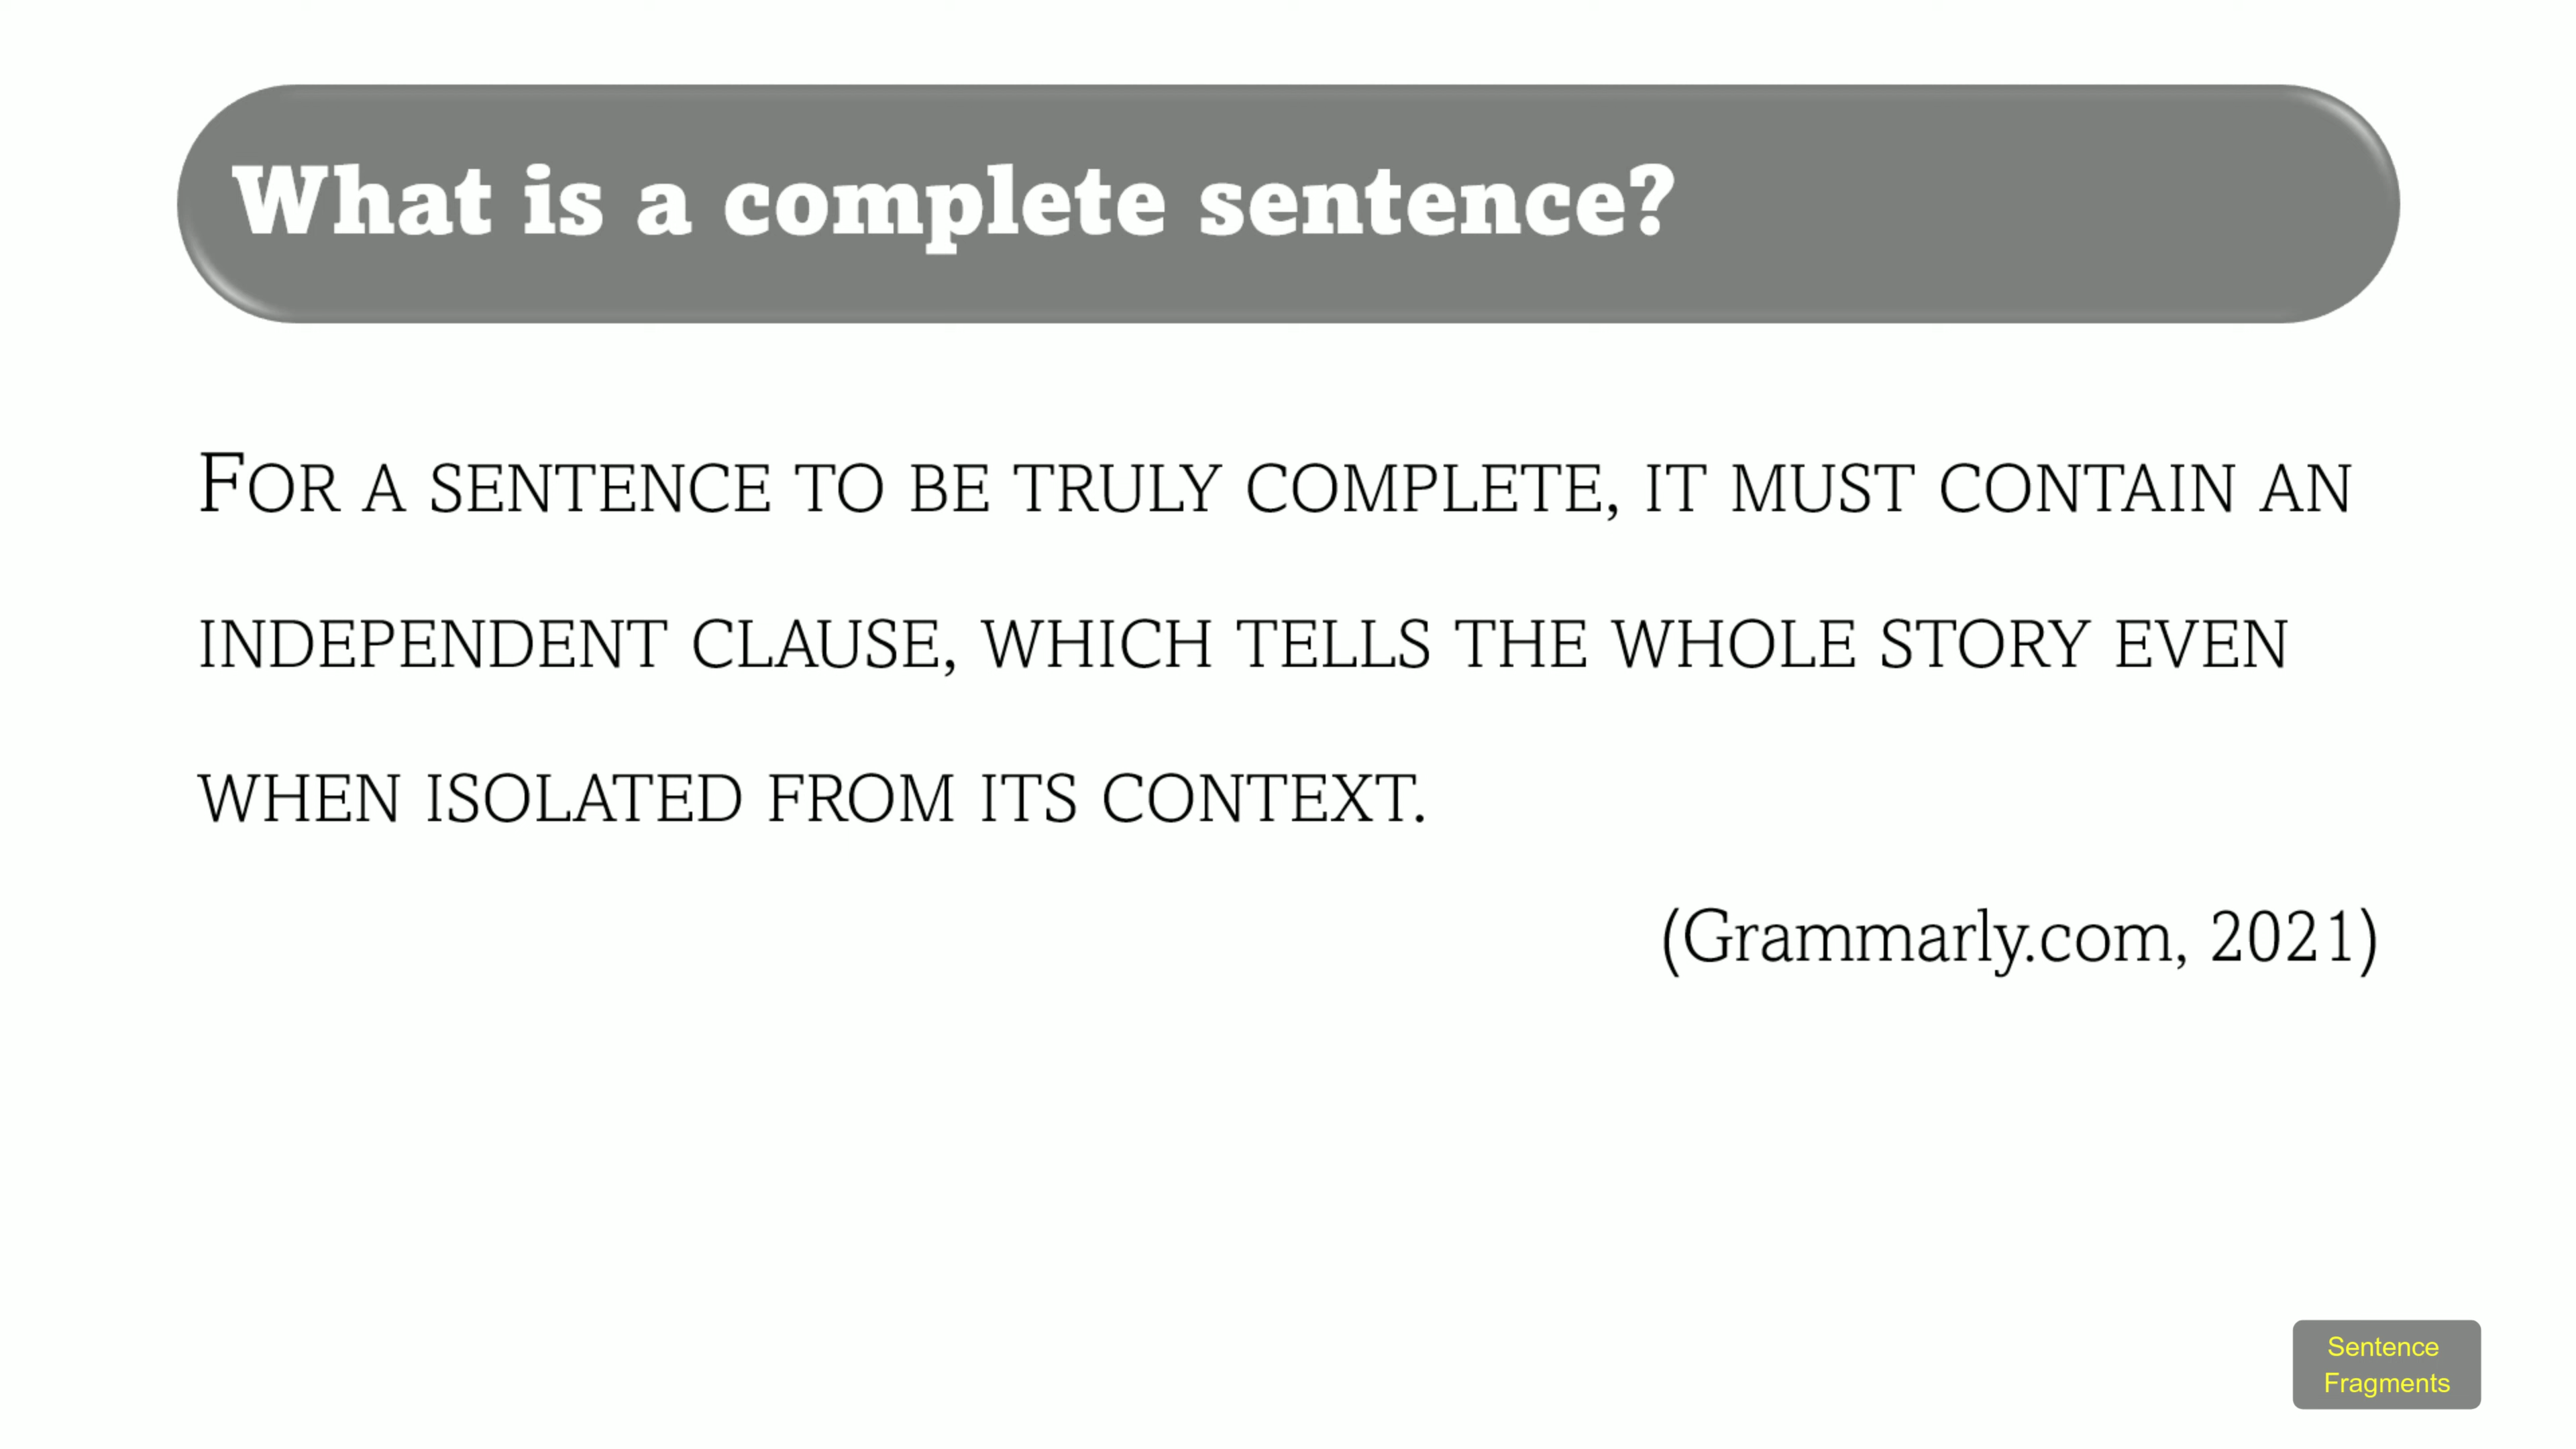 What is a complete sentence?
FOR A SENTENCE TO BE TRULY COMPLETE, IT MUST CONTAIN AN
INDEPENDENT CLAUSE, WHICH TELLS THE WHOLE STORY EVEN
WHEN ISOLATED FROM ITS CONTEXT.
(Grammarly.com, 2021)
Sentence
Fragments